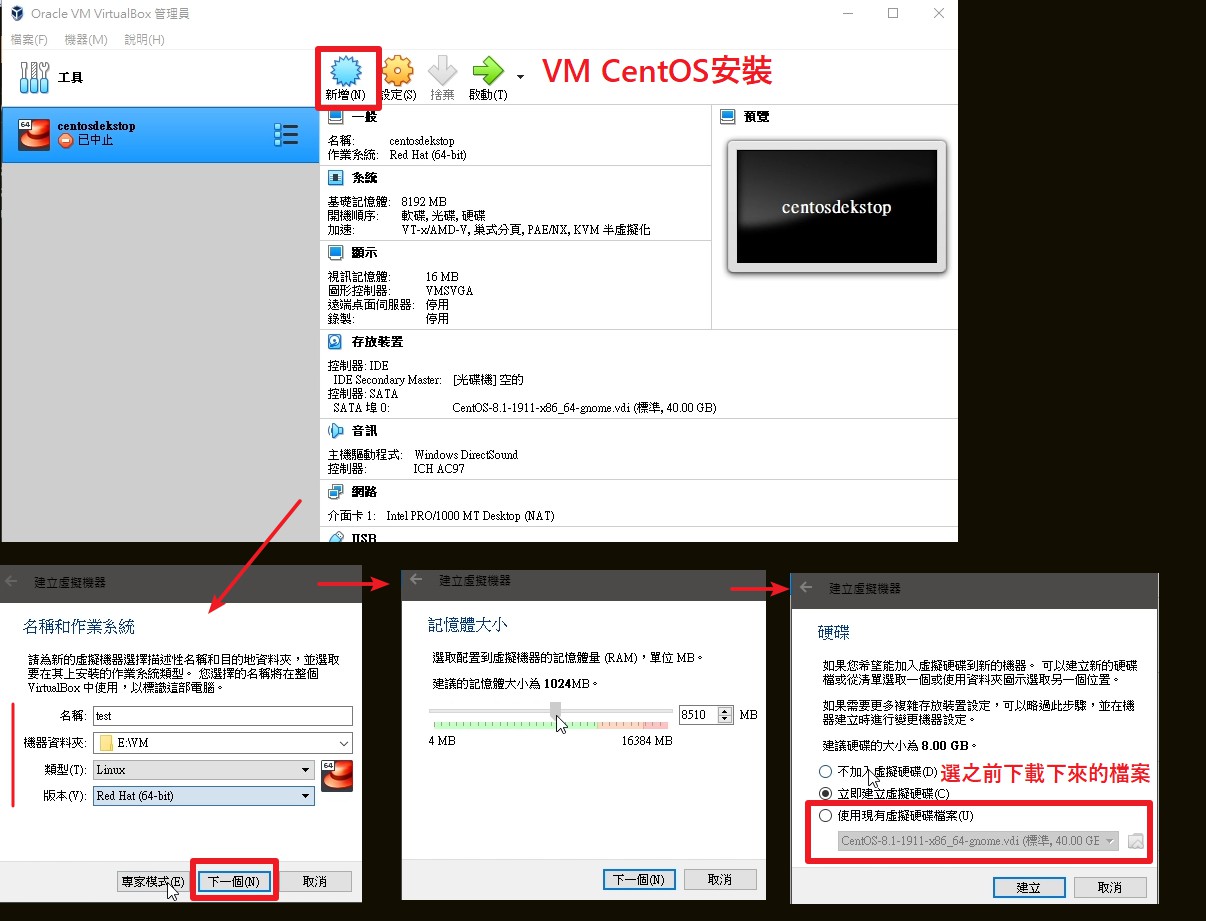 Oracle VM VirtualBox 管理員
檔案(F) 機器(M) 說明(H)
工具
新增(N) 設定(S) 捨棄 啟動(T)
VM CentOS安裝
64
centosdekstop
已中止
一般
名稱: centosdekstop
作業系統: Red Hat (64-bit)
系統
基礎記憶體: 8192 MB
開機順序: 軟碟, 光碟, 硬碟
加速: VT-x/AMD-V, 巢式分頁, PAE/NX, KVM 半虛擬化
顯示
視訊記憶體: 16 MB
圖形控制器: VMSVGA
遠端桌面伺服器: 停用
錄製: 停用
存放裝置
控制器: IDE
IDE Secondary Master: [光碟機] 空的
控制器: SATA
SATA 埠 0: CentOS-8.1-1911-x86_64-gnome.vdi (標準, 40.00 GB)
音訊
主機驅動程式: Windows DirectSound
控制器: ICH AC97
網路
介面卡 1: Intel PRO/1000 MT Desktop (NAT)
USB
預覽
centosdekstop
建立虛擬機器
名稱和作業系統
請為新的虛擬機器選擇描述性名稱和目的地資料夾，並選取
要在其上安裝的作業系統類型。 您選擇的名稱將在整個
VirtualBox 中使用，以標識這部電腦。
名稱: test
機器資料夾: E:\VM
類型(T): Linux
64
版本(V): Red Hat (64-bit)
專家模式(E) 下一個(N) 取消
建立虛擬機器
記憶體大小
選取配置到虛擬機器的記憶體量 (RAM)，單位 MB。
建議的記憶體大小為 1024MB。
8510 MB
4 MB 16384 MB
下一個(N) 取消
建立虛擬機器
硬碟
如果您希望能加入虛擬硬碟到新的機器。 可以建立新的硬碟
檔或從清單選取一個或使用資料夾圖示選取另一個位置。
如果需要更多複雜存放裝置設定，可以略過此步驟，並在機
器建立時進行變更機器設定。
建議硬碟的大小為 8.00 GB。
不加入虛擬硬碟(D)
選之前下載下來的檔案
立即建立虛擬硬碟(C)
使用現有虛擬硬碟檔案(U)
CentOS-8.1-1911-x86_64-gnome.vdi (標準, 40.00 GE
建立 取消